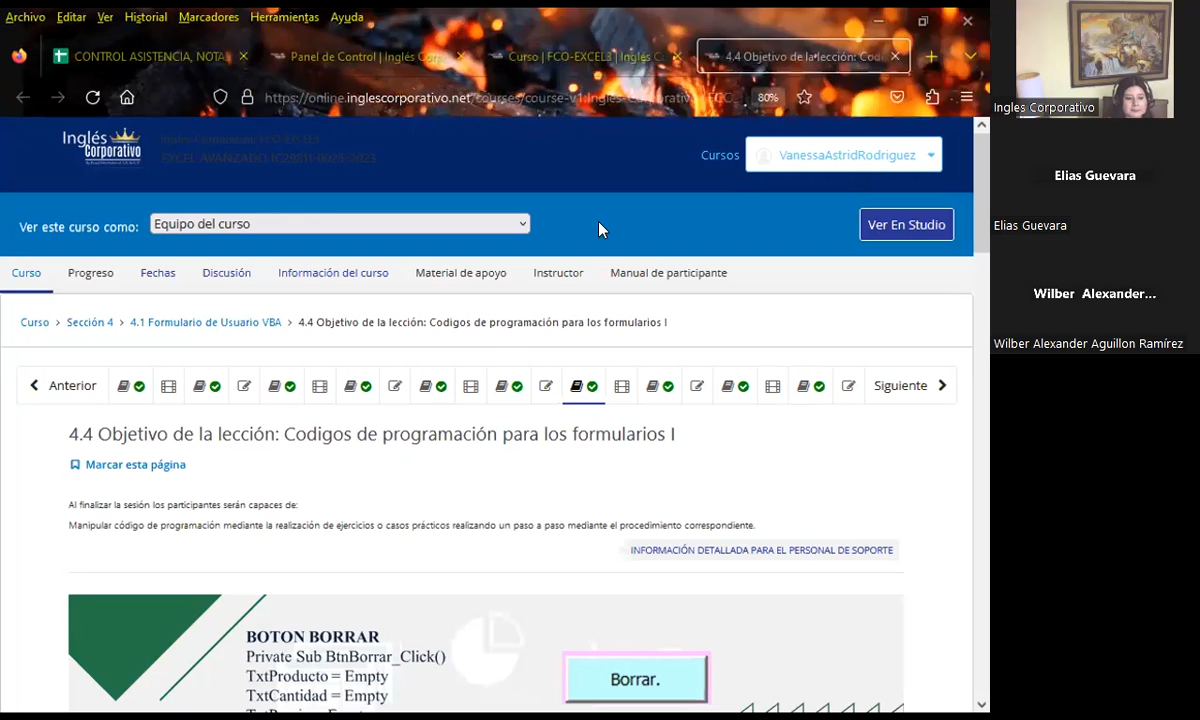 Archivo Editar Ver Historial Marcadores Herramientas Ayuda
CONTROL ASISTENCIA, NOTAS
Panel de Control | Inglés Corp
Curso | FCO-EXCEL3 | Inglés C
4.4 Objetivo de la lección: Cod
https://online.inglescorporativo.net/courses/course-v1:Ingles-Corporativo
80%
Inglés
Corporativo
EXCEL AVANZADO
Cursos
VanessaAstridRodriguez
Ver este curso como:
Equipo del curso
Ver En Studio
Curso Progreso Fechas Discusión Información del curso Material de apoyo Instructor Manual de participante
Curso > Sección 4 > 4.1 Formulario de Usuario VBA > 4.4 Objetivo de la lección: Codigos de programación para los formularios I
Anterior
Siguiente
4.4 Objetivo de la lección: Codigos de programación para los formularios I
Marcar esta página
Al finalizar la sesión los participantes serán capaces de:
Manipular código de programación mediante la realización de ejercicios o casos prácticos realizando un paso a paso mediante el procedimiento correspondiente.
INFORMACIÓN DETALLADA PARA EL PERSONAL DE SOPORTE
BOTON BORRAR
Private Sub BtnBorrar_Click()
TxtProducto = Empty
TxtCantidad = Empty
Borrar.
Ingles Corporativo
Elias Guevara
Elias Guevara
Wilber Alexander...
Wilber Alexander Aguillon Ramírez